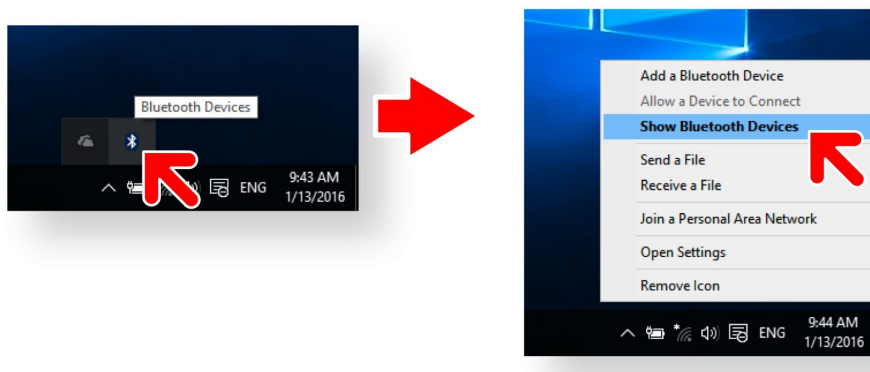 Bluetooth Devices
ENG
9:43 AM
1/13/2016
Add a Bluetooth Device
Allow a Device to Connect
Show Bluetooth Devices
Send a File
Receive a File
Join a Personal Area Network
Open Settings
Remove Icon
ENG
9:44 AM
1/13/2016